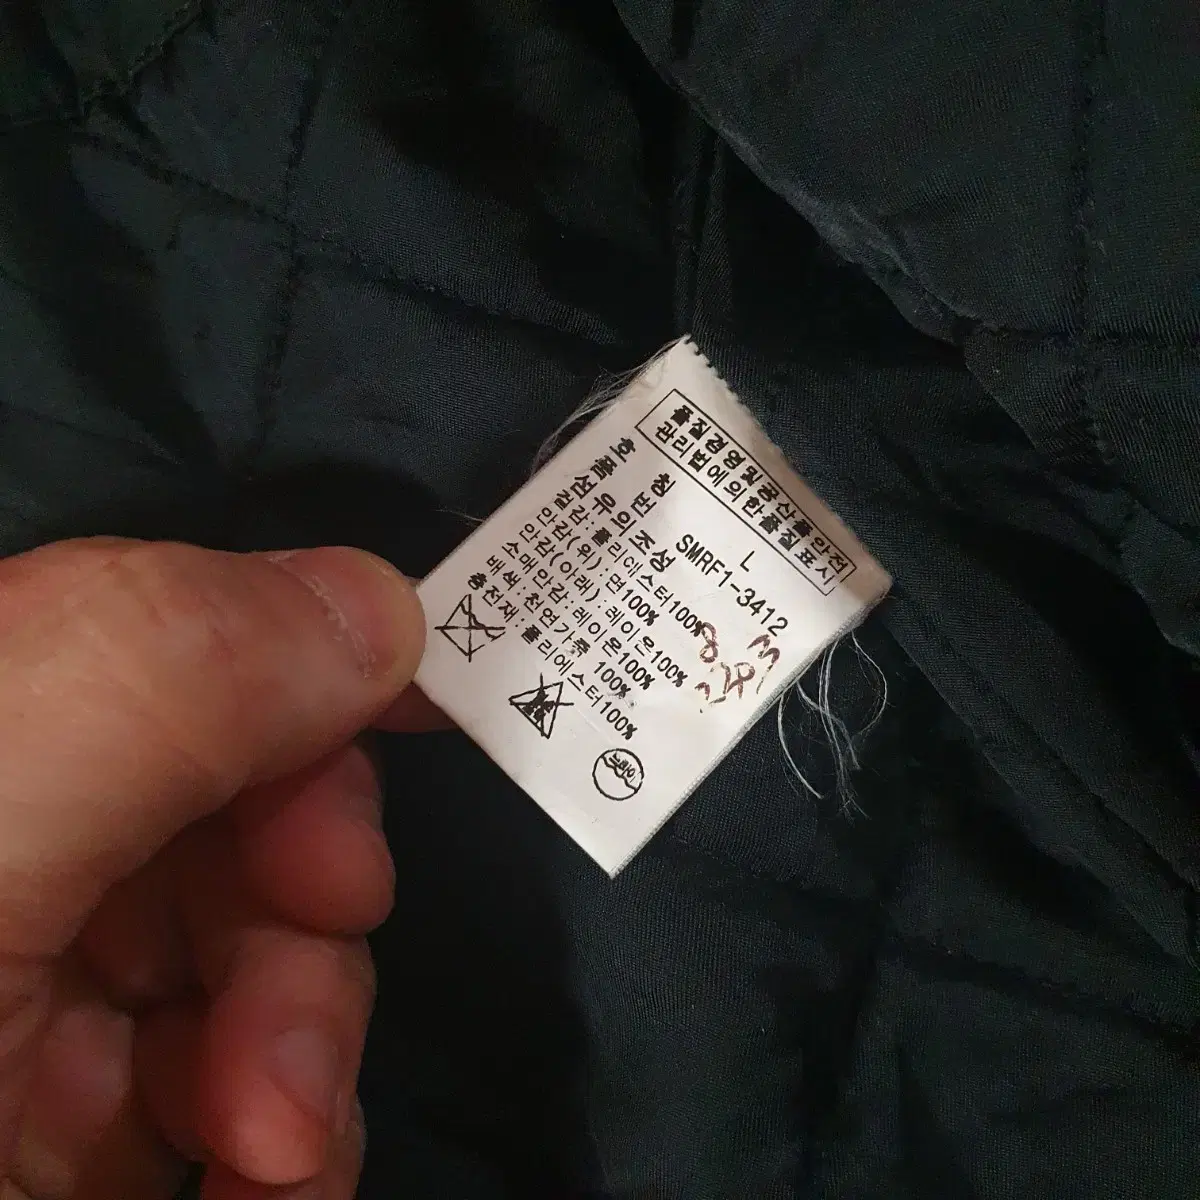 품질경영및공산품안전
관리법에의한품질표시
호 칭 L
품 번 SMRF1-3412
섬유의조성
겉감:폴리에스터100%
안감(위):면100%
안감(아래):레이온100%
소매안감:레이온100%
천연가죽 100%
충전재:폴리에스터100%
드라이